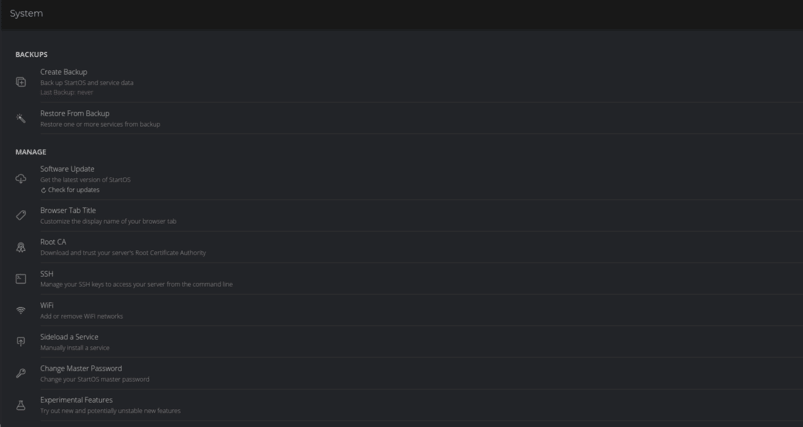 System
BACKUPS
Create Backup
Back up StartOS and service data
Last Backup: never
Restore From Backup
Restore one or more services from backup
MANAGE
Software Update
Get the latest version of StartOS
Check for updates
Browser Tab Title
Customize the display name of your browser tab
Root CA
Download and trust your server's Root Certificate Authority
SSH
Manage your SSH keys to access your server from the command line
WiFi
Add or remove WiFi networks
Sideload a Service
Manually install a service
Change Master Password
Change your StartOS master password
Experimental Features
Try out new and potentially unstable new features